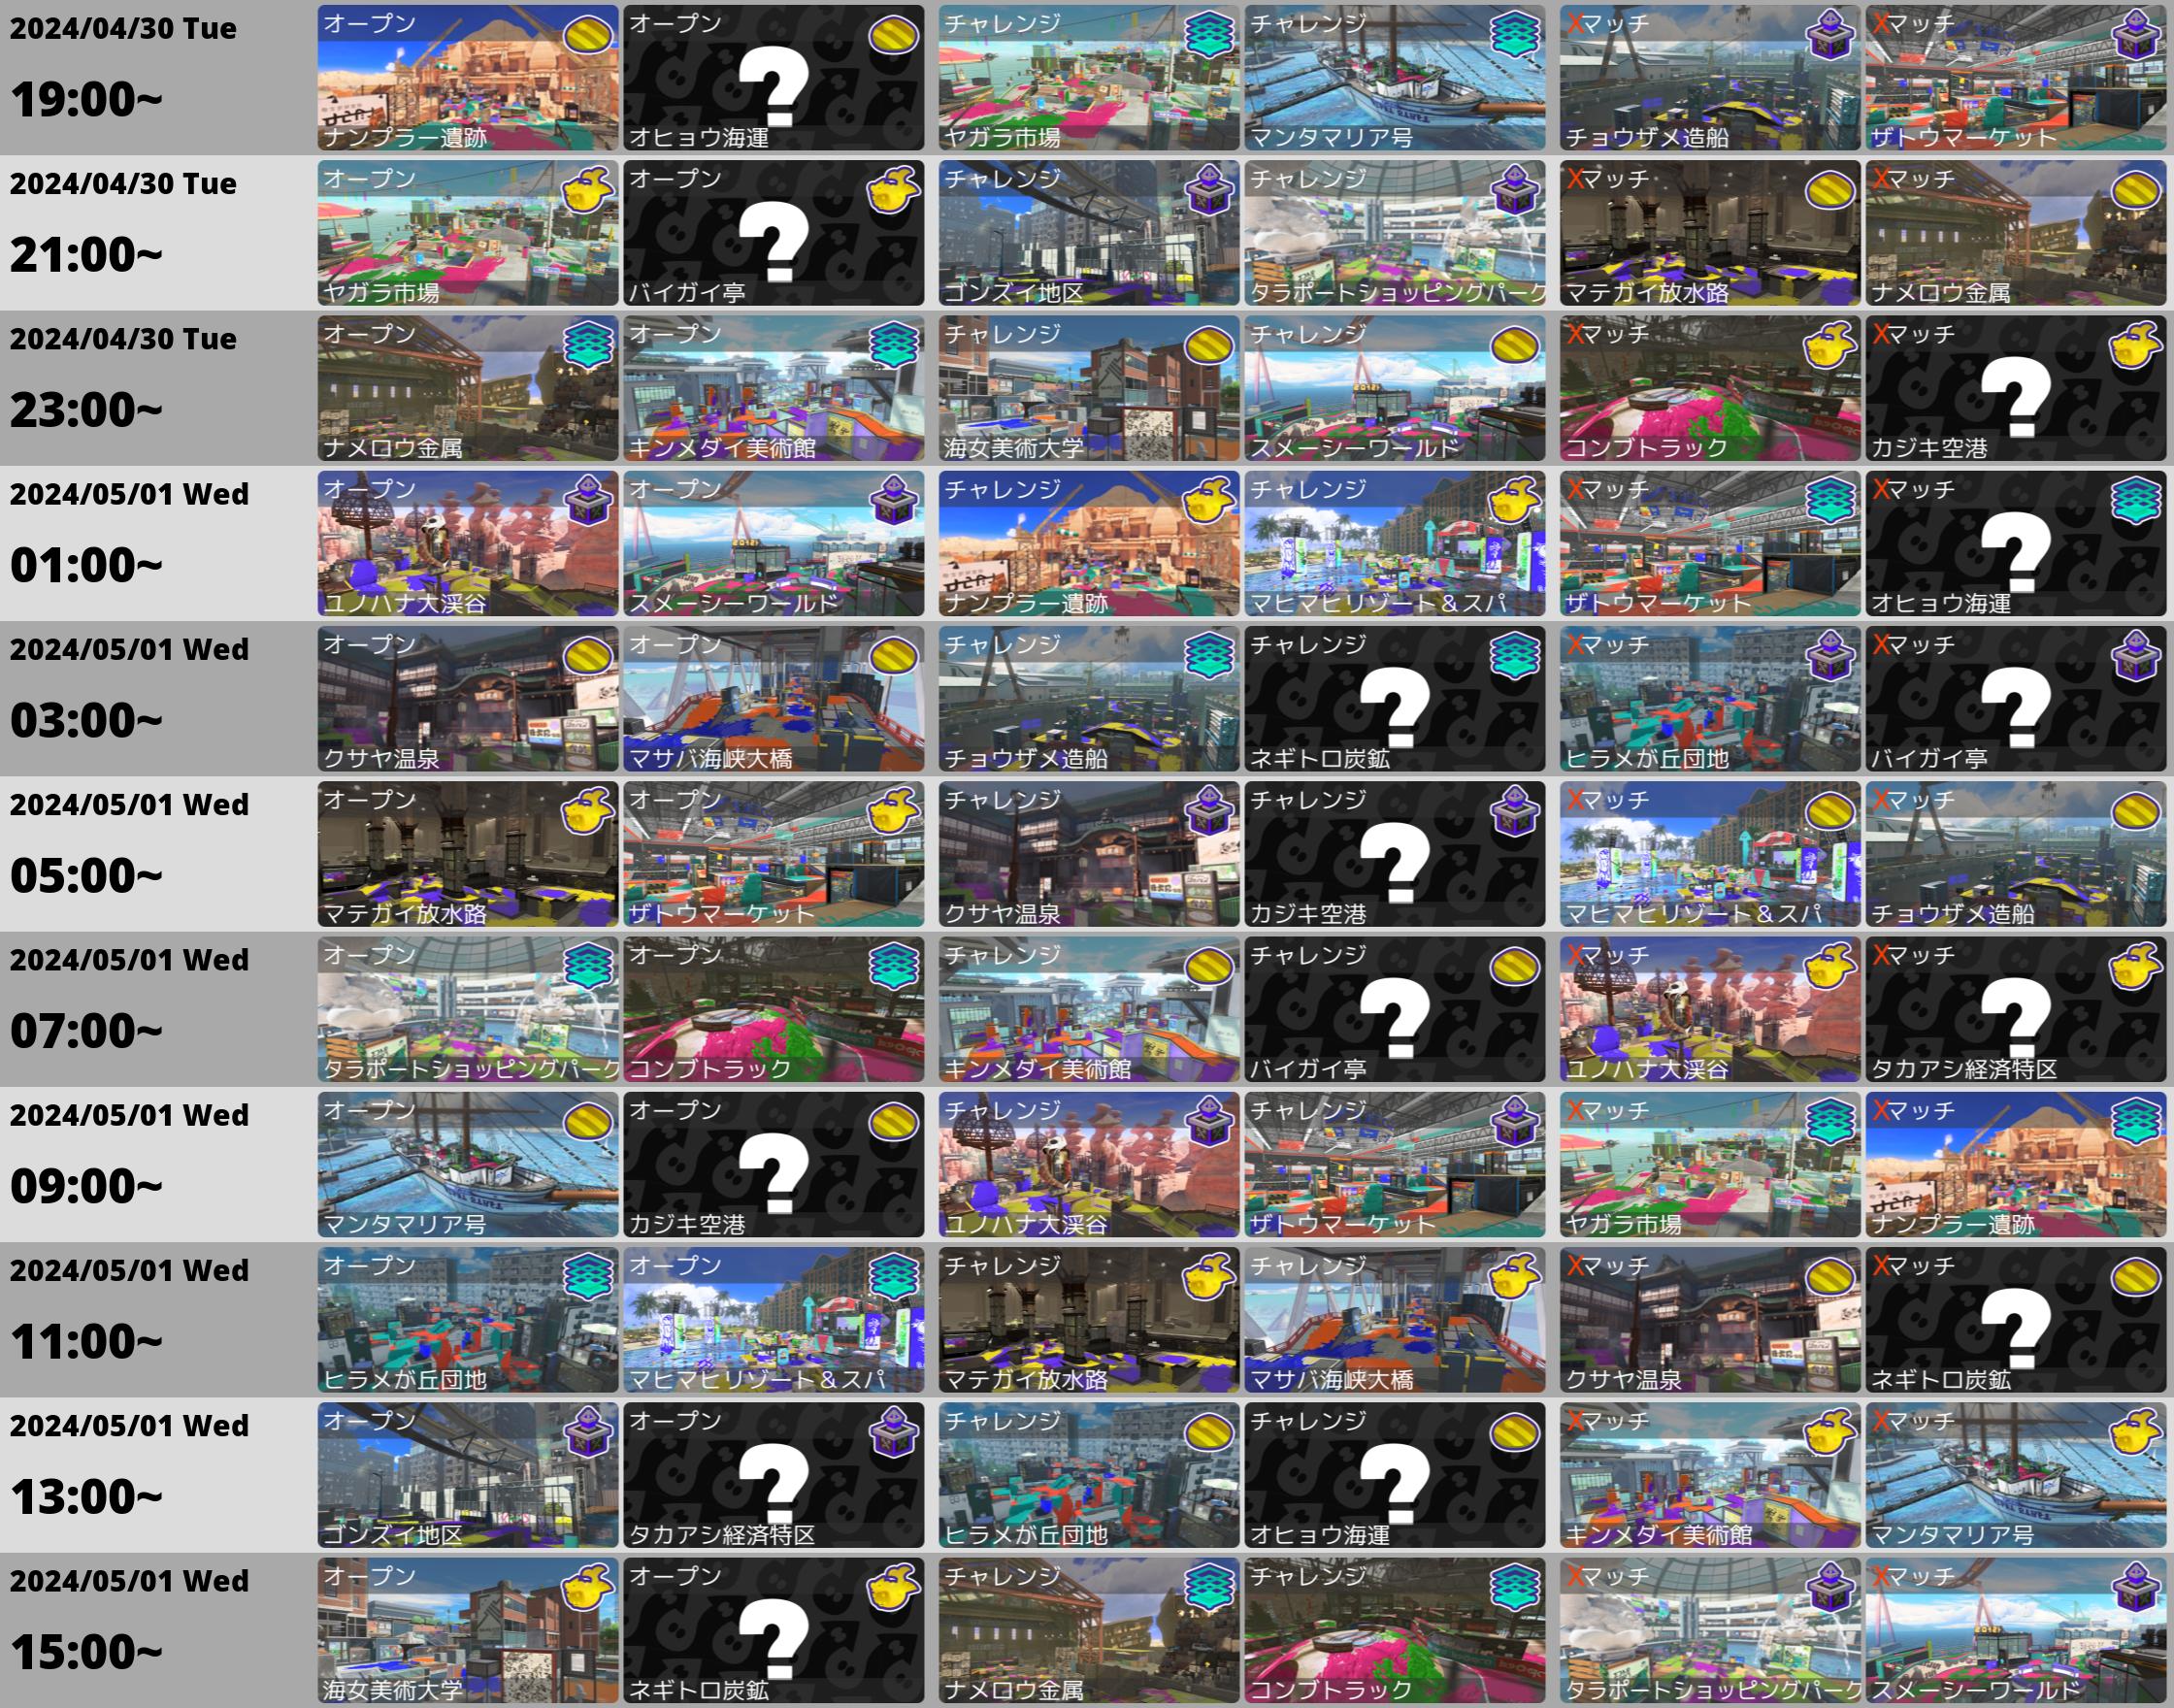 2024/04/30 Tue
19:00~
オープン
ナンプラー遺跡
オープン
?
オヒョウ海運
チャレンジ
ヤガラ市場
チャレンジ
マンタマリア号
Xマッチ
チョウザメ造船
Xマッチ
ザトウマーケット
2024/04/30 Tue
21:00~
オープン
ヤガラ市場
オープン
?
バイガイ亭
チャレンジ
ゴンズイ地区
チャレンジ
タラポートショッピングパーク
Xマッチ
マテガイ放水路
Xマッチ
ナメロウ金属
2024/04/30 Tue
23:00~
オープン
ナメロウ金属
オープン
キンメダイ美術館
チャレンジ
海女美術大学
チャレンジ
スメーシーワールド
Xマッチ
コンブトラック
Xマッチ
?
カジキ空港
2024/05/01 Wed
01:00~
オープン
ユノハナ大渓谷
オープン
スメーシーワールド
チャレンジ
ナンプラー遺跡
チャレンジ
マヒマヒリゾート&スパ
Xマッチ
ザトウマーケット
Xマッチ
?
オヒョウ海運
2024/05/01 Wed
03:00~
オープン
クサヤ温泉
オープン
マサバ海峡大橋
チャレンジ
チョウザメ造船
チャレンジ
?
ネギトロ炭鉱
Xマッチ
ヒラメが丘団地
Xマッチ
?
バイガイ亭
2024/05/01 Wed
05:00~
オープン
マテガイ放水路
オープン
ザトウマーケット
チャレンジ
クサヤ温泉
チャレンジ
?
カジキ空港
Xマッチ
マヒマヒリゾート&スパ
Xマッチ
チョウザメ造船
2024/05/01 Wed
07:00~
オープン
タラポートショッピングパーク
オープン
コンブトラック
チャレンジ
キンメダイ美術館
チャレンジ
?
バイガイ亭
Xマッチ
ユノハナ大渓谷
Xマッチ
?
タカアシ経済特区
2024/05/01 Wed
09:00~
オープン
マンタマリア号
オープン
?
カジキ空港
チャレンジ
ユノハナ大渓谷
チャレンジ
ザトウマーケット
Xマッチ
ヤガラ市場
Xマッチ
ナンプラー遺跡
2024/05/01 Wed
11:00~
オープン
ヒラメが丘団地
オープン
マヒマヒリゾート&スパ
チャレンジ
マテガイ放水路
チャレンジ
マサバ海峡大橋
Xマッチ
クサヤ温泉
Xマッチ
?
ネギトロ炭鉱
2024/05/01 Wed
13:00~
オープン
ゴンズイ地区
オープン
?
タカアシ経済特区
チャレンジ
ヒラメが丘団地
チャレンジ
?
オヒョウ海運
Xマッチ
キンメダイ美術館
Xマッチ
マンタマリア号
2024/05/01 Wed
15:00~
オープン
海女美術大学
オープン
?
ネギトロ炭鉱
チャレンジ
ナメロウ金属
チャレンジ
コンブトラック
Xマッチ
タラポートショッピングパーク
Xマッチ
スメーシーワールド